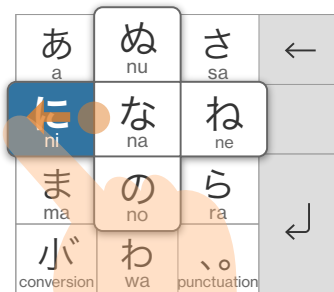 あ ぬ さ ←
a nu sa
に な ね
ni na ne
ま の ら
ma no ra
小゛ わ 、。
conversion wa punctuation